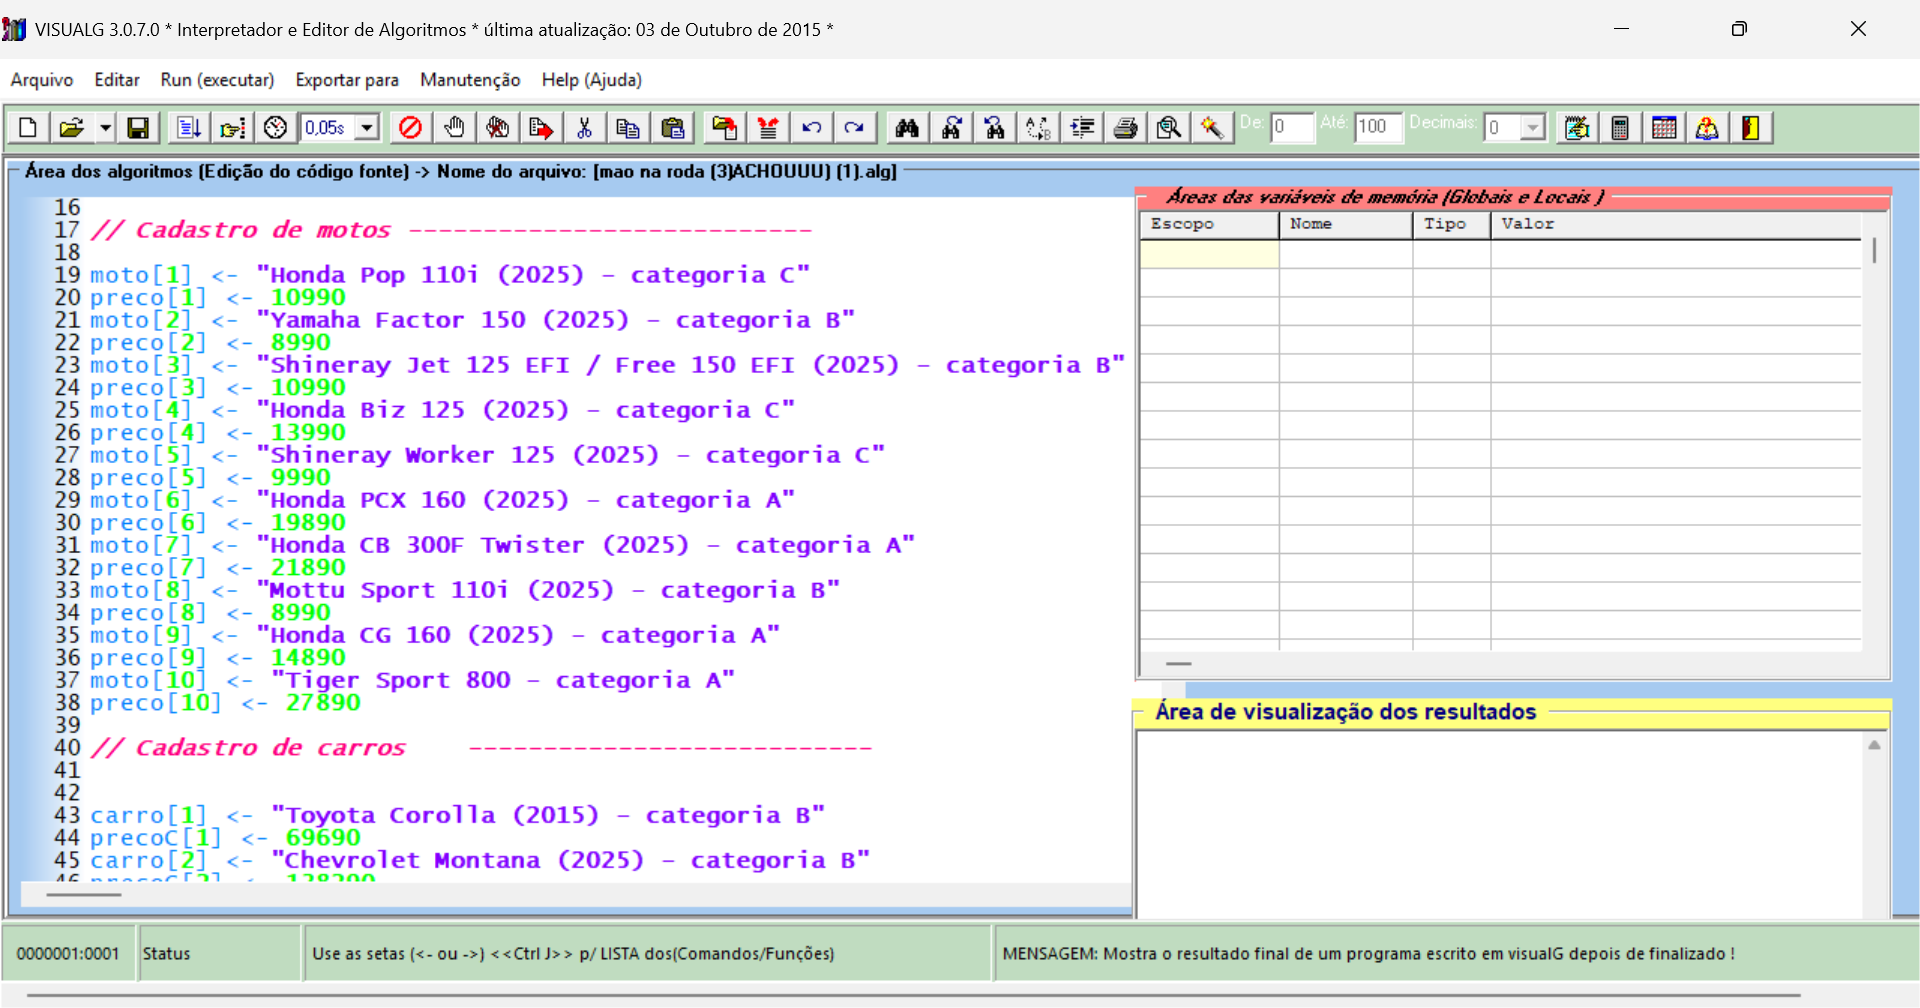 VISUALG 3.0.7.0 * Interpretador e Editor de Algoritmos * última atualização: 03 de Outubro de 2015 *
Arquivo Editar Run (executar) Exportar para Manutenção Help (Ajuda)
0,05s De: 0 Até: 100 Decimais: 0
Área dos algoritmos (Edição do código fonte) -> Nome do arquivo: [mao na roda (3)ACHOUUU) (1).alg]
16
17 // Cadastro de motos ---------------------------
18
19 moto[1] <- "Honda Pop 110i (2025) – categoria C"
20 preco[1] <- 10990
21 moto[2] <- "Yamaha Factor 150 (2025) – categoria B"
22 preco[2] <- 8990
23 moto[3] <- "Shineray Jet 125 EFI / Free 150 EFI (2025) – categoria B"
24 preco[3] <- 10990
25 moto[4] <- "Honda Biz 125 (2025) – categoria C"
26 preco[4] <- 13990
27 moto[5] <- "Shineray Worker 125 (2025) – categoria C"
28 preco[5] <- 9990
29 moto[6] <- "Honda PCX 160 (2025) – categoria A"
30 preco[6] <- 19890
31 moto[7] <- "Honda CB 300F Twister (2025) – categoria A"
32 preco[7] <- 21890
33 moto[8] <- "Mottu Sport 110i (2025) – categoria B"
34 preco[8] <- 8990
35 moto[9] <- "Honda CG 160 (2025) – categoria A"
36 preco[9] <- 14890
37 moto[10] <- "Tiger Sport 800 – categoria A"
38 preco[10] <- 27890
39
40 // Cadastro de carros ---------------------------
41
42
43 carro[1] <- "Toyota Corolla (2015) – categoria B"
44 precoC[1] <- 69690
45 carro[2] <- "Chevrolet Montana (2025) – categoria B"
Áreas das variáveis de memória (Globais e Locais )
Escopo Nome Tipo Valor
Área de visualização dos resultados
0000001:0001 Status Use as setas (<- ou ->) <<Ctrl J>> p/ LISTA dos(Comandos/Funções) MENSAGEM: Mostra o resultado final de um programa escrito em visualG depois de finalizado !